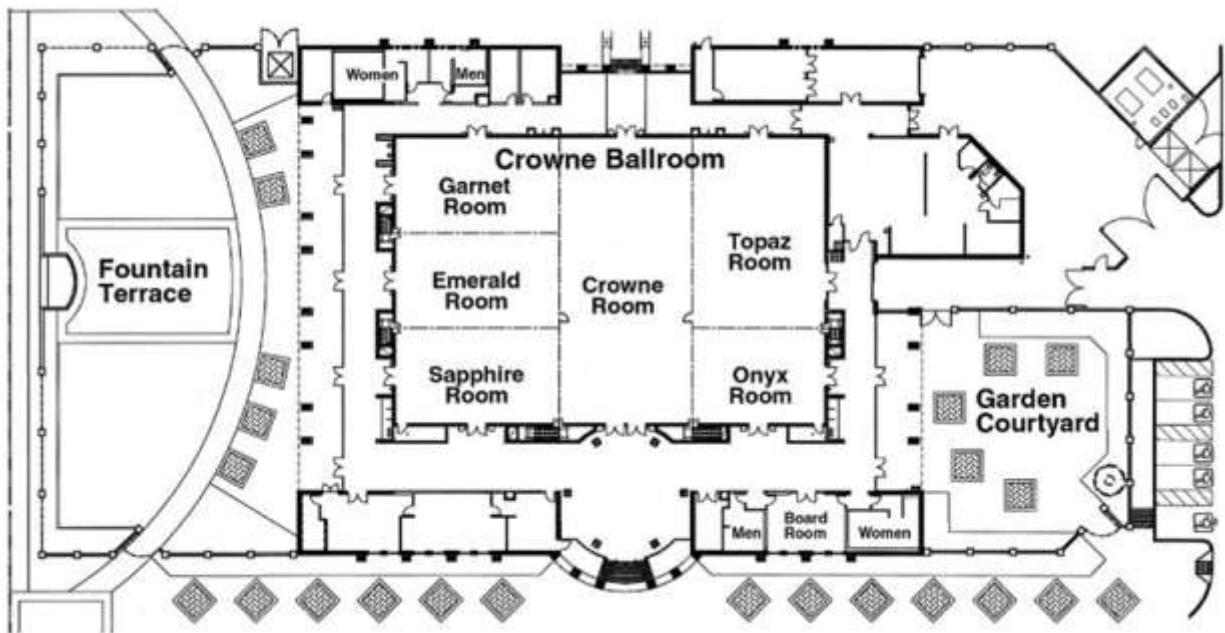 Women
Men
Crowne Ballroom
Garnet
Room
Topaz
Room
Fountain
Terrace
Emerald
Room
Crowne
Room
Sapphire
Room
Onyx
Room
Garden
Courtyard
Men
Board
Room
Women